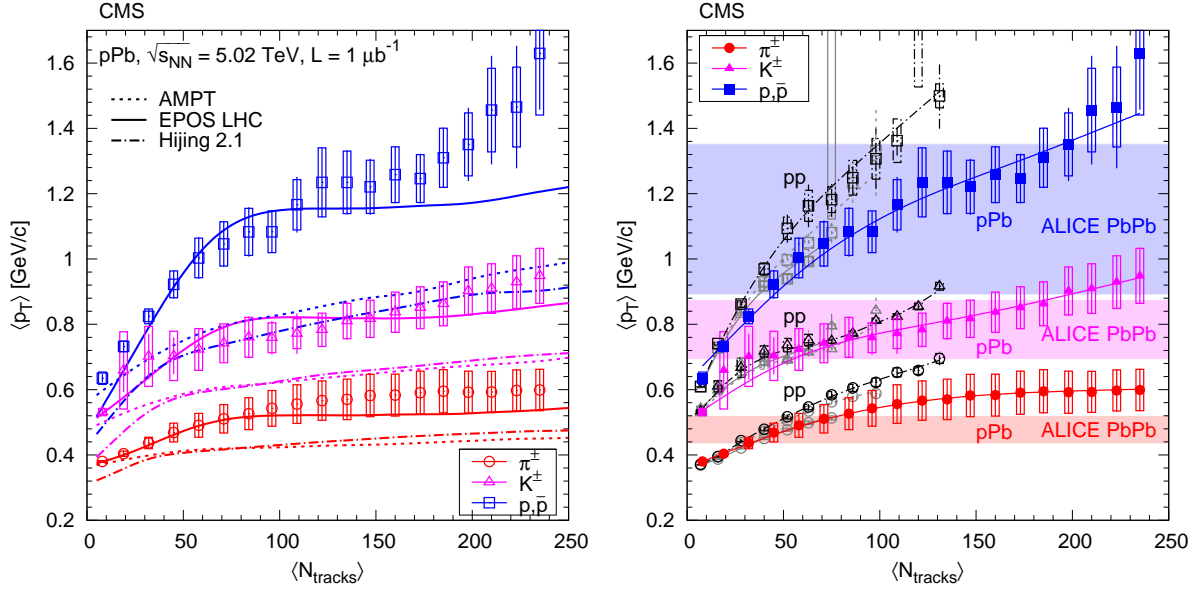 CMS
pPb, √sNN = 5.02 TeV, L = 1 μb⁻¹
AMPT
EPOS LHC
Hijing 2.1
π±
K±
p,p̄
⟨pT⟩ [GeV/c]
1.6
1.4
1.2
1
0.8
0.6
0.4
0.2
0 50 100 150 200 250
⟨Ntracks⟩
CMS
π±
K±
p,p̄
pp
pPb
ALICE PbPb
pp
pPb
ALICE PbPb
pp
pPb
ALICE PbPb
⟨pT⟩ [GeV/c]
1.6
1.4
1.2
1
0.8
0.6
0.4
0.2
0 50 100 150 200 250
⟨Ntracks⟩